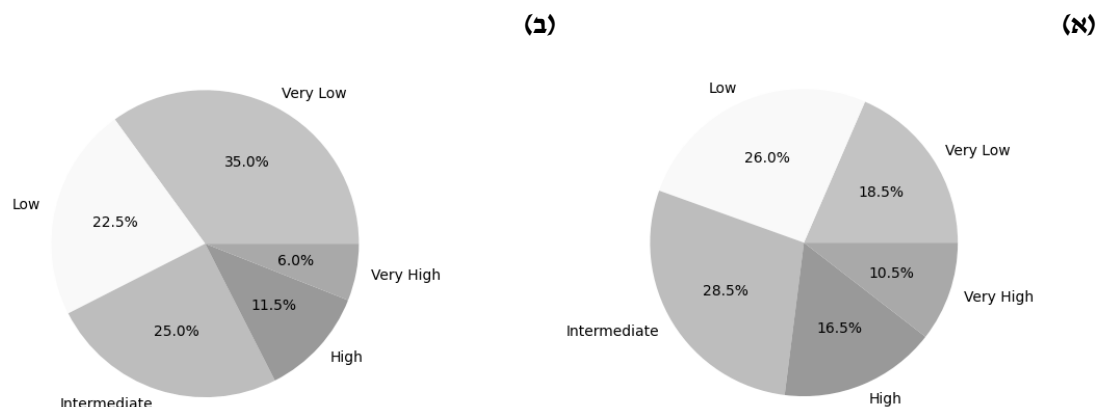 (א)
(ב)
Low
26.0%
Very Low
18.5%
10.5%
Very High
28.5%
Intermediate
16.5%
High
Very Low
35.0%
Low
22.5%
6.0%
Very High
11.5%
25.0%
High
Intermediate